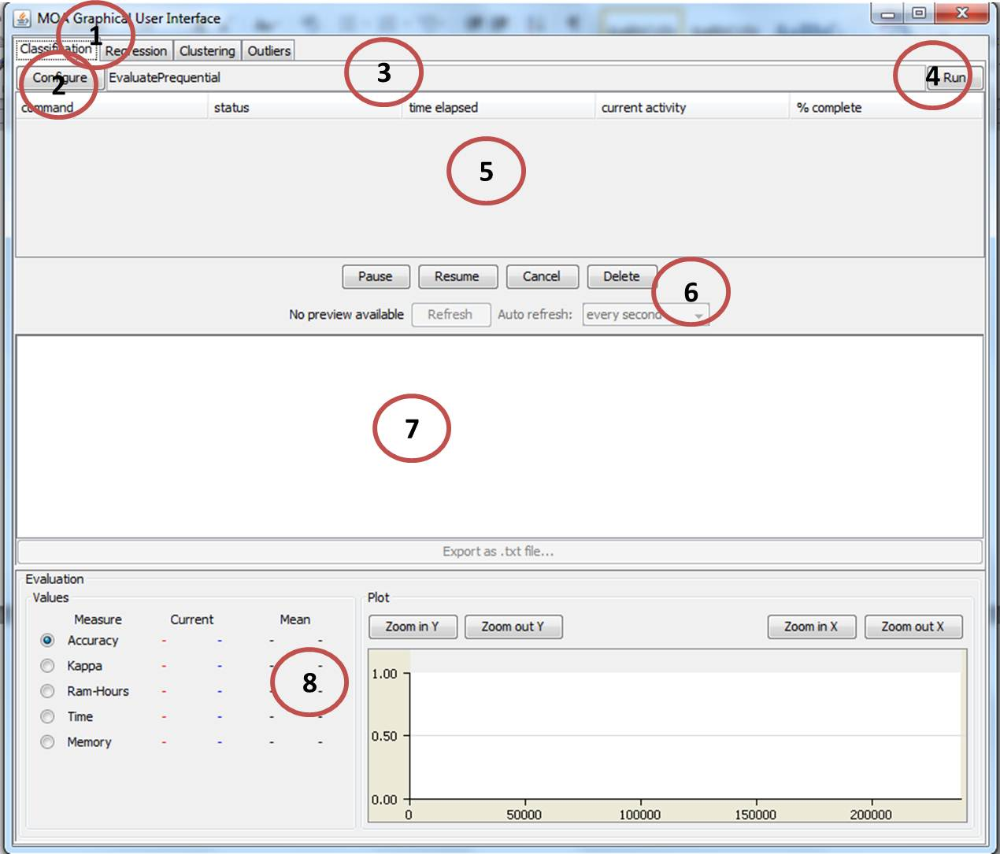 MOA Graphical User Interface
1
Classification Regression Clustering Outliers
2 Configure EvaluatePrequential 3 4 Run
command status time elapsed current activity % complete
5
Pause Resume Cancel Delete
6
No preview available Refresh Auto refresh: every second
7
Export as .txt file...
Evaluation
Values Plot
Measure Current Mean
Zoom in Y Zoom out Y Zoom in X Zoom out X
Accuracy - - - -
Kappa - - - -
8
Ram-Hours - - - -
Time - - - -
Memory - - - -
1.00
0.50
0.00
0 50000 100000 150000 200000